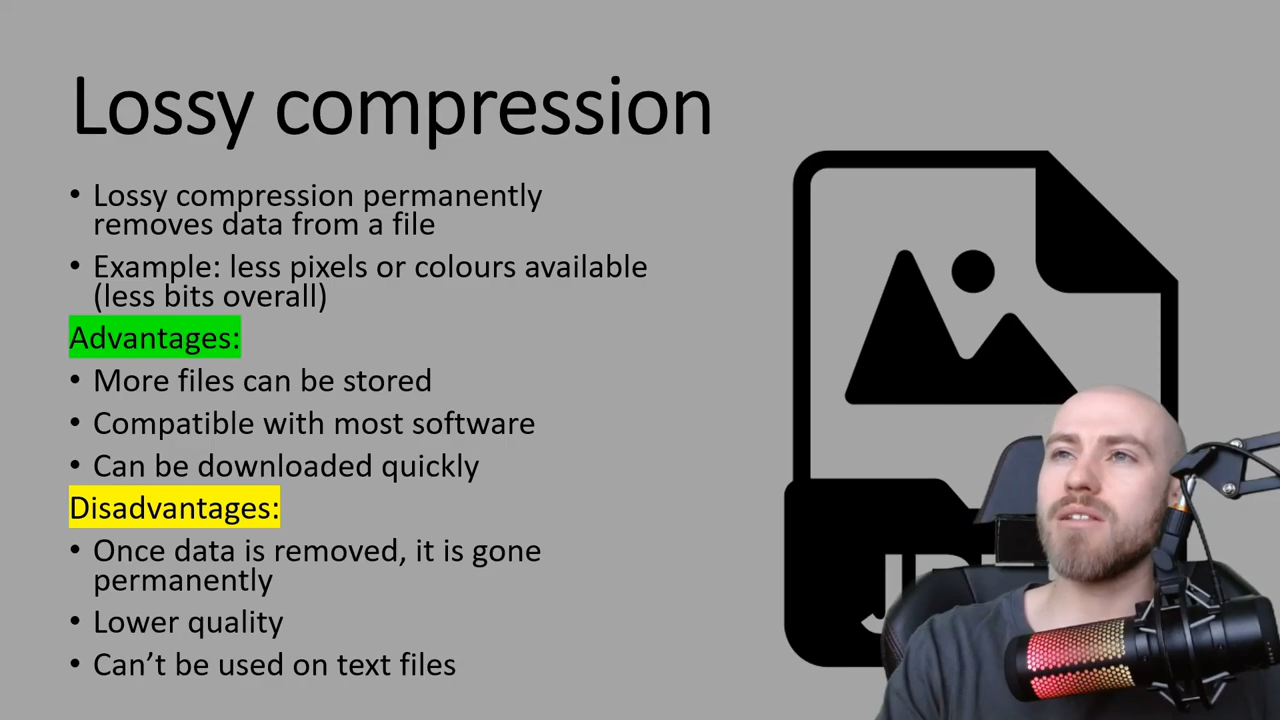 Lossy compression
• Lossy compression permanently
removes data from a file
• Example: less pixels or colours available
(less bits overall)
Advantages:
• More files can be stored
• Compatible with most software
• Can be downloaded quickly
Disadvantages:
• Once data is removed, it is gone
permanently
• Lower quality
• Can’t be used on text files